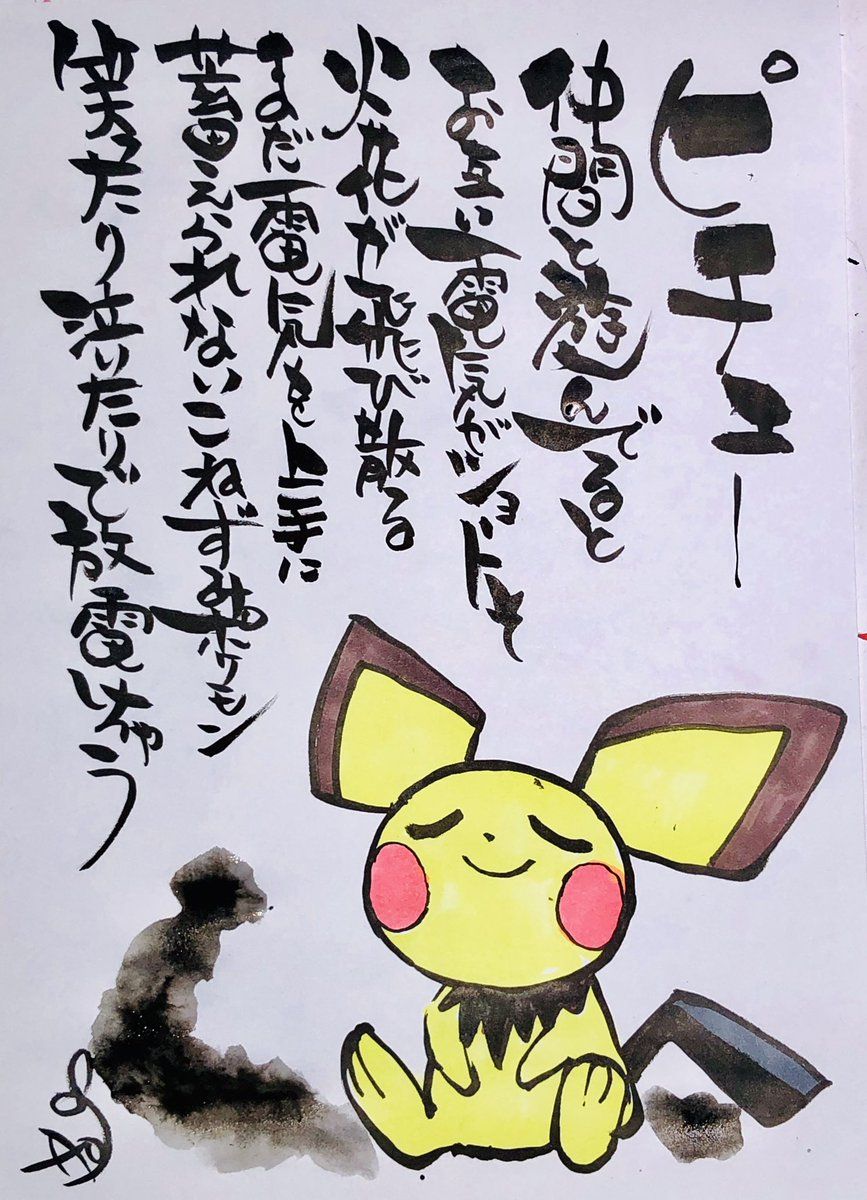 ピチュー
仲間と遊んでると
お互い電気がショートそ
火花が飛び散る
まだ電気を上手に
蓄えられないこねずみポケモン
笑ったり泣いたりで放電しちゃう